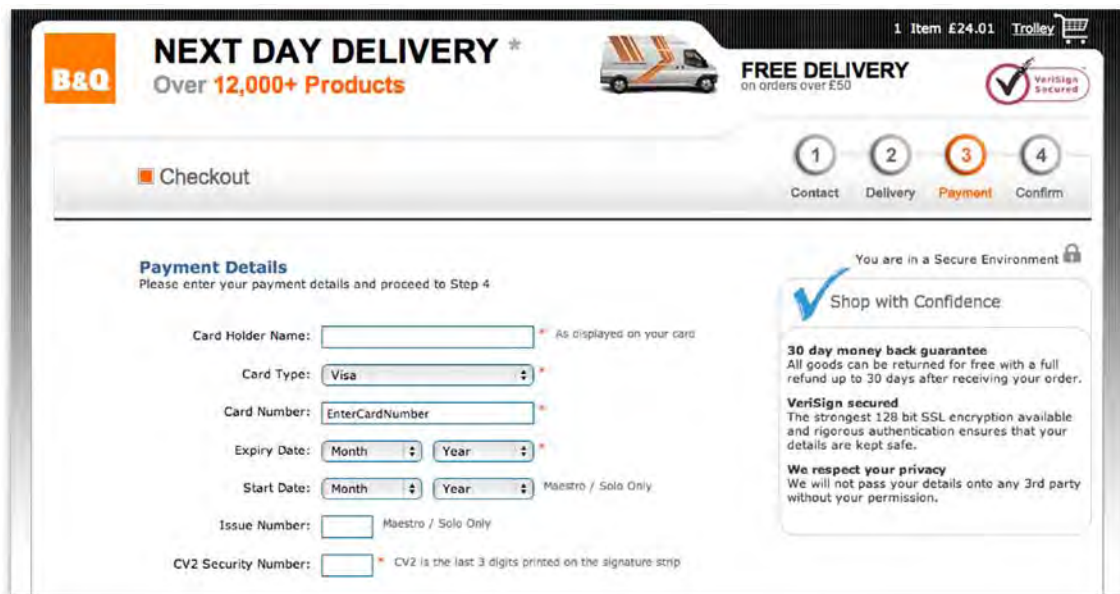 1 Item £24.01 Trolley
B&Q
NEXT DAY DELIVERY *
Over 12,000+ Products
FREE DELIVERY
on orders over £50
VeriSign
Secured
Checkout
1 2 3 4
Contact Delivery Payment Confirm
Payment Details
Please enter your payment details and proceed to Step 4
Card Holder Name: * As displayed on your card
Card Type: Visa *
Card Number: EnterCardNumber *
Expiry Date: Month Year *
Start Date: Month Year Maestro / Solo Only
Issue Number: Maestro / Solo Only
CV2 Security Number: * CV2 is the last 3 digits printed on the signature strip
You are in a Secure Environment
Shop with Confidence
30 day money back guarantee
All goods can be returned for free with a full
refund up to 30 days after receiving your order.
VeriSign secured
The strongest 128 bit SSL encryption available
and rigorous authentication ensures that your
details are kept safe.
We respect your privacy
We will not pass your details onto any 3rd party
without your permission.